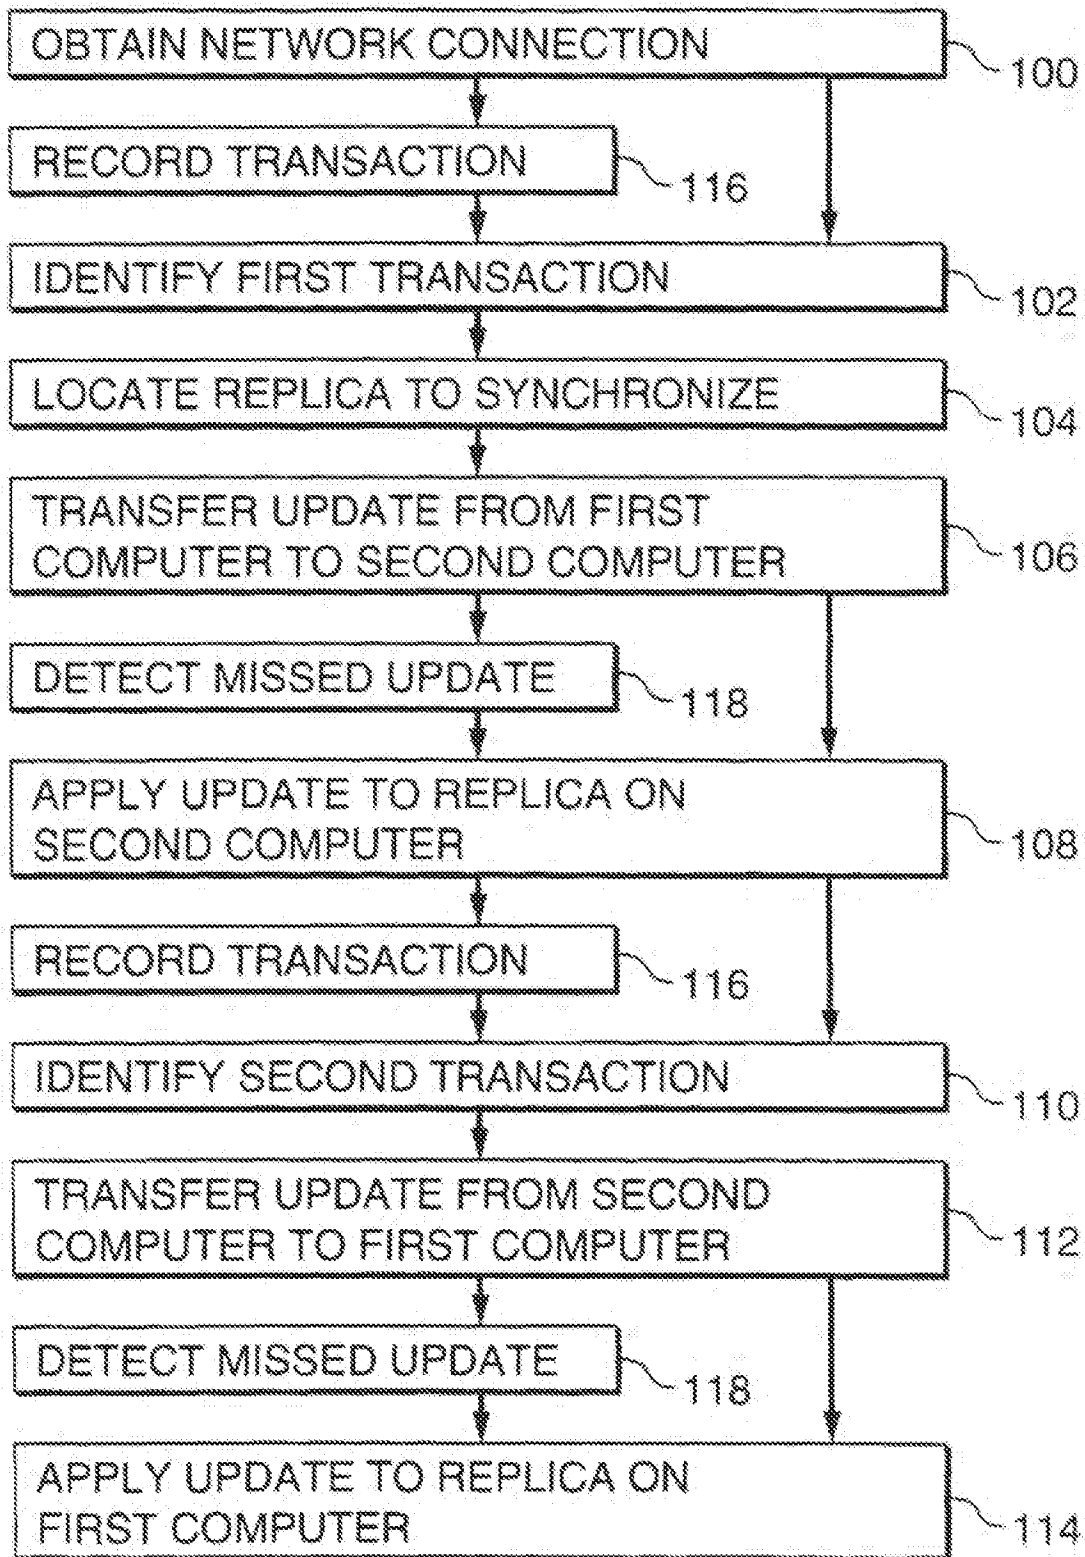 OBTAIN NETWORK CONNECTION
100
RECORD TRANSACTION
116
IDENTIFY FIRST TRANSACTION
102
LOCATE REPLICA TO SYNCHRONIZE
104
TRANSFER UPDATE FROM FIRST
COMPUTER TO SECOND COMPUTER
106
DETECT MISSED UPDATE
118
APPLY UPDATE TO REPLICA ON
SECOND COMPUTER
108
RECORD TRANSACTION
116
IDENTIFY SECOND TRANSACTION
110
TRANSFER UPDATE FROM SECOND
COMPUTER TO FIRST COMPUTER
112
DETECT MISSED UPDATE
118
APPLY UPDATE TO REPLICA ON
FIRST COMPUTER
114